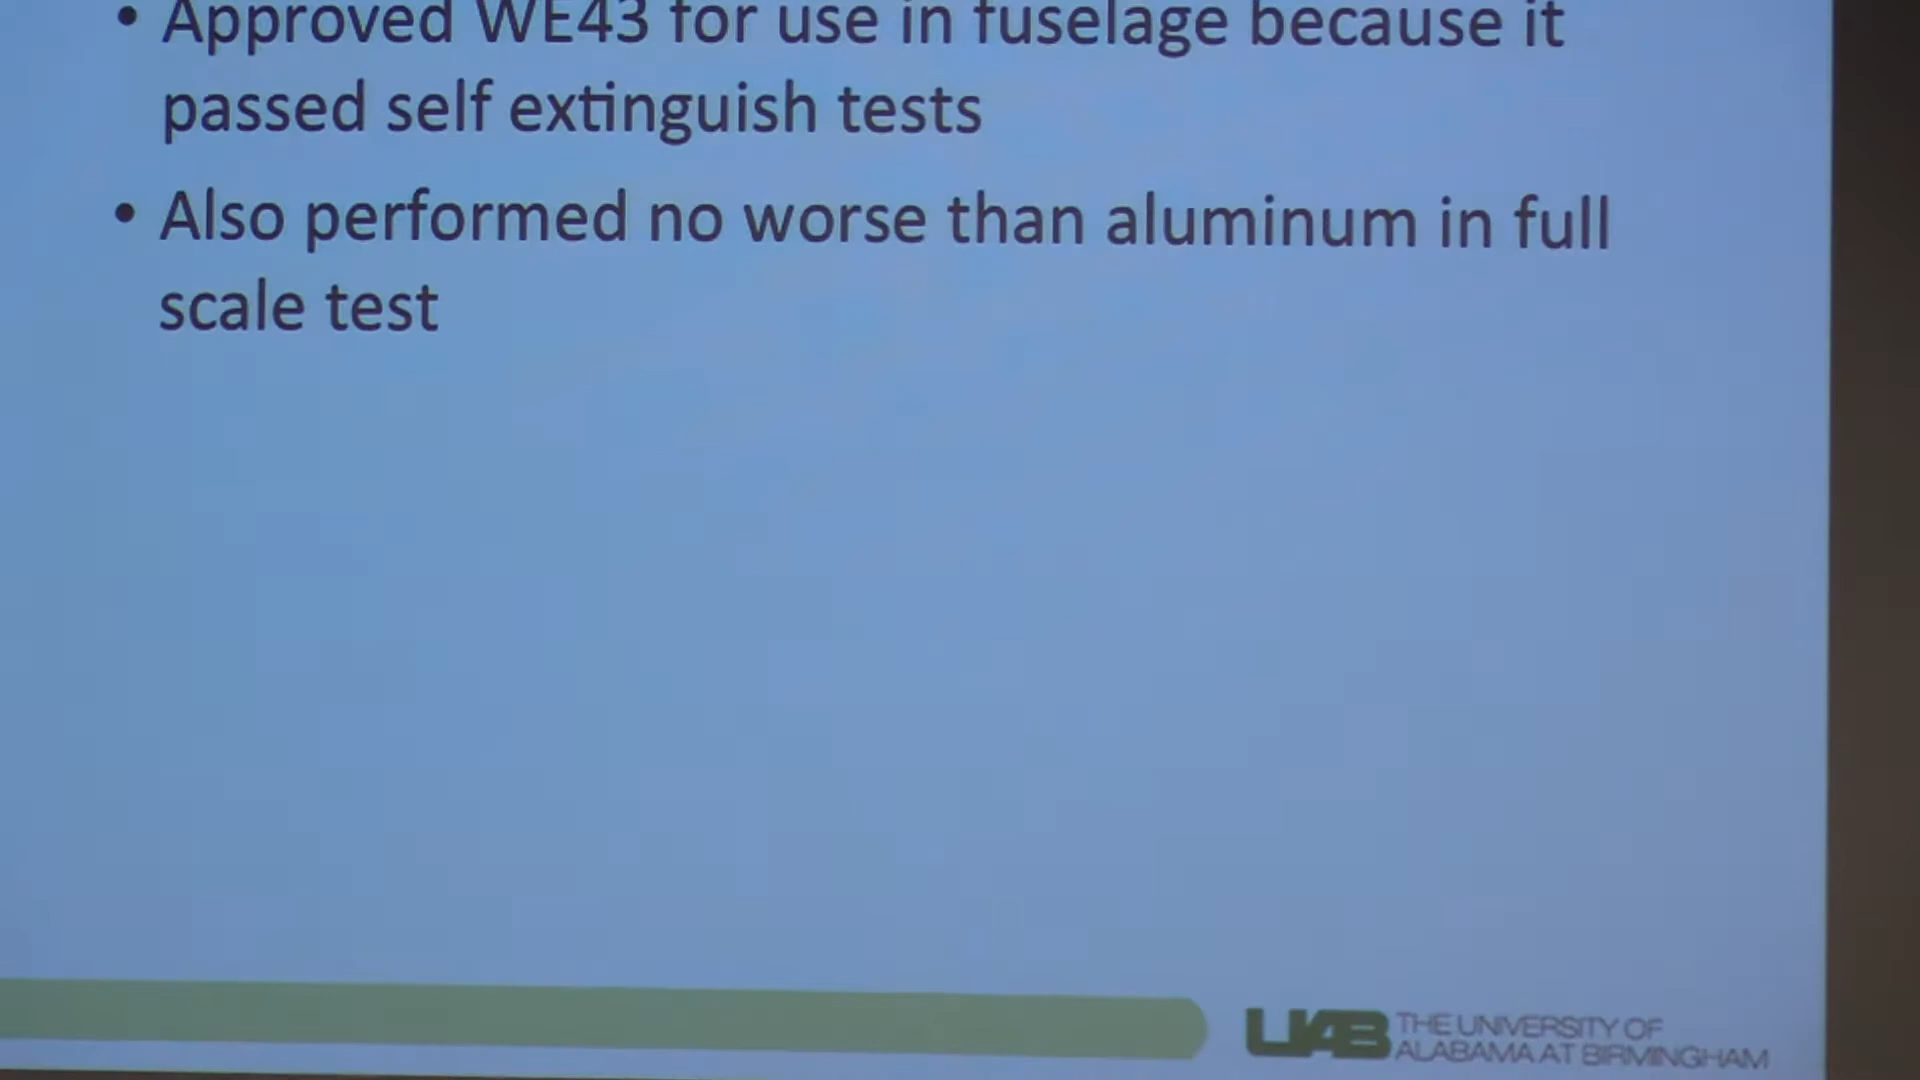 • Approved WE43 for use in fuselage because it
passed self extinguish tests
• Also performed no worse than aluminum in full
scale test
UAB THE UNIVERSITY OF
ALABAMA AT BIRMINGHAM